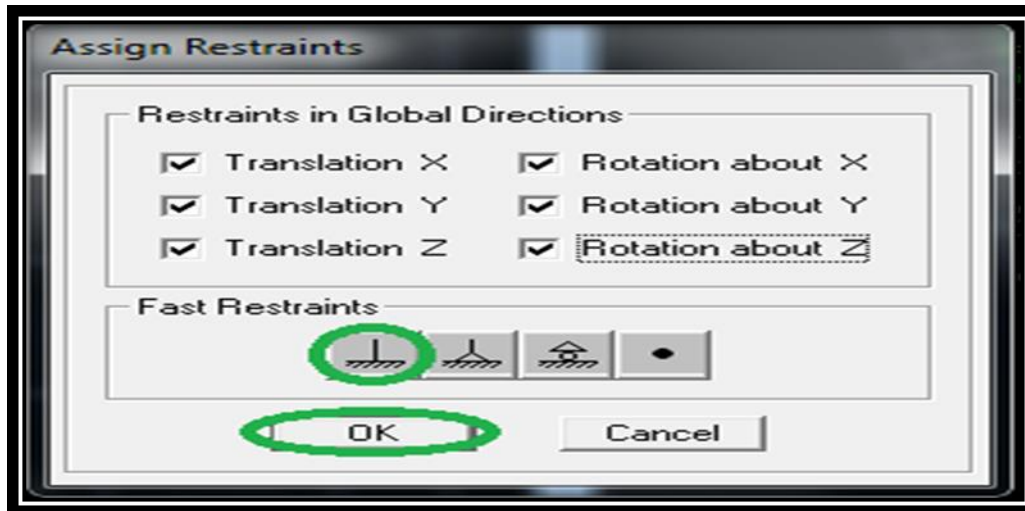 Assign Restraints
Restraints in Global Directions
Translation X Rotation about X
Translation Y Rotation about Y
Translation Z Rotation about Z
Fast Restraints
OK Cancel